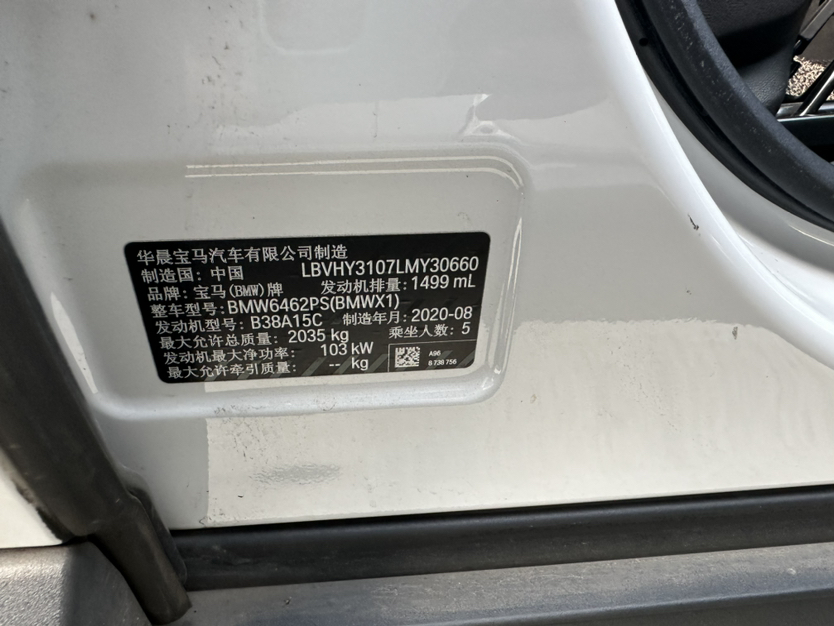 华晨宝马汽车有限公司制造
制造国：中国 LBVHY3107LMY30660
品牌：宝马(BMW)牌 发动机排量：1499 mL
整车型号：BMW6462PS(BMWX1)
发动机型号：B38A15C 制造年月：2020-08
最大允许总质量：2035 kg 乘坐人数：5
发动机最大净功率：103 kW
最大允许牵引质量：-- kg
A96
8 738 756